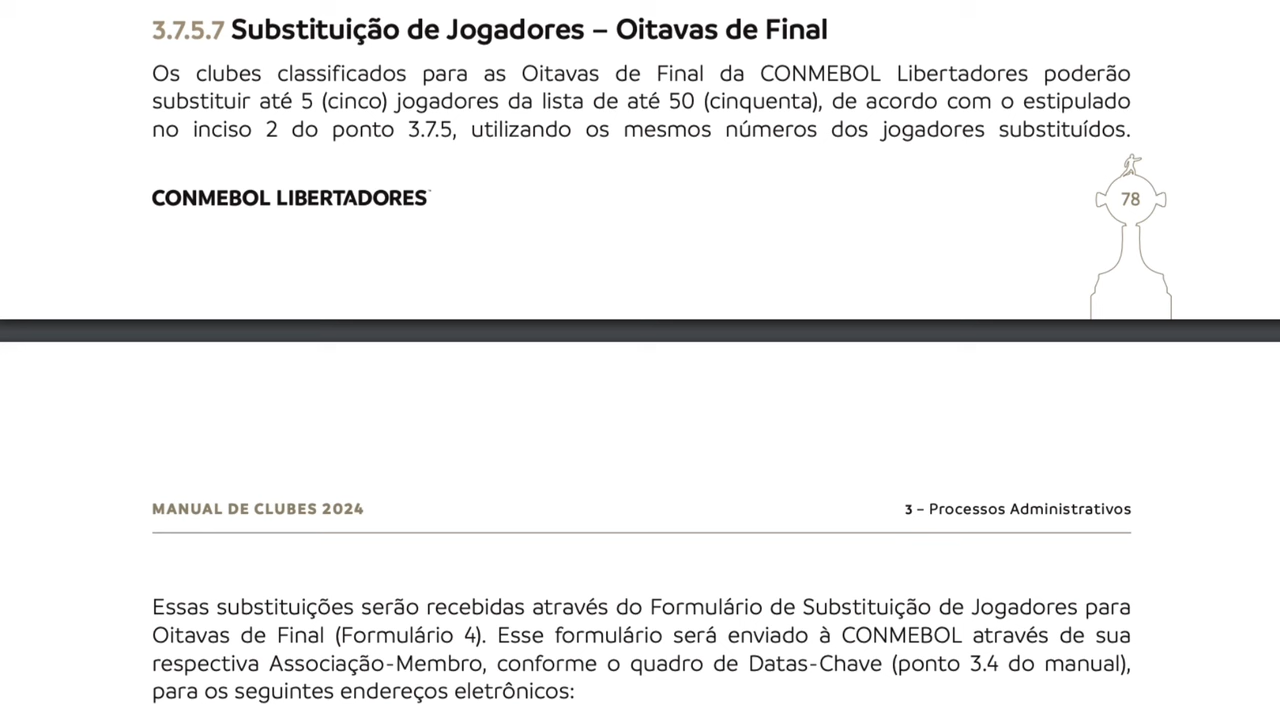 3.7.5.7 Substituição de Jogadores – Oitavas de Final
Os clubes classificados para as Oitavas de Final da CONMEBOL Libertadores poderão
substituir até 5 (cinco) jogadores da lista de até 50 (cinquenta), de acordo com o estipulado
no inciso 2 do ponto 3.7.5, utilizando os mesmos números dos jogadores substituídos.
CONMEBOL LIBERTADORES
78
MANUAL DE CLUBES 2024
3 – Processos Administrativos
Essas substituições serão recebidas através do Formulário de Substituição de Jogadores para
Oitavas de Final (Formulário 4). Esse formulário será enviado à CONMEBOL através de sua
respectiva Associação-Membro, conforme o quadro de Datas-Chave (ponto 3.4 do manual),
para os seguintes endereços eletrônicos: